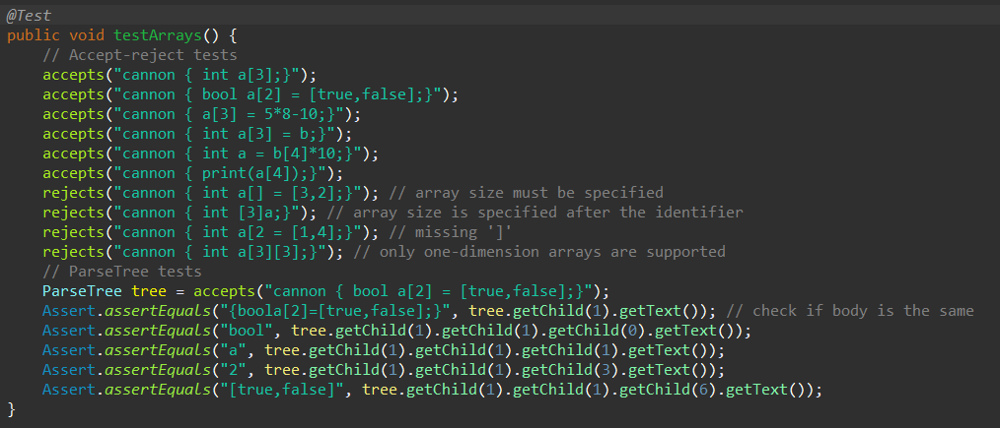 @Test
public void testArrays() {
    // Accept-reject tests
    accepts("cannon { int a[3];}");
    accepts("cannon { bool a[2] = [true,false];}");
    accepts("cannon { a[3] = 5*8-10;}");
    accepts("cannon { int a[3] = b;}");
    accepts("cannon { int a = b[4]*10;}");
    accepts("cannon { print(a[4]);}");
    rejects("cannon { int a[] = [3,2];}"); // array size must be specified
    rejects("cannon { int [3]a;}"); // array size is specified after the identifier
    rejects("cannon { int a[2 = [1,4];}"); // missing ']'
    rejects("cannon { int a[3][3];}"); // only one-dimension arrays are supported
    // ParseTree tests
    ParseTree tree = accepts("cannon { bool a[2] = [true,false];}");
    Assert.assertEquals("{boola[2]=[true,false];}", tree.getChild(1).getText()); // check if body is the same
    Assert.assertEquals("bool", tree.getChild(1).getChild(1).getChild(0).getText());
    Assert.assertEquals("a", tree.getChild(1).getChild(1).getChild(1).getText());
    Assert.assertEquals("2", tree.getChild(1).getChild(1).getChild(3).getText());
    Assert.assertEquals("[true,false]", tree.getChild(1).getChild(1).getChild(6).getText());
}